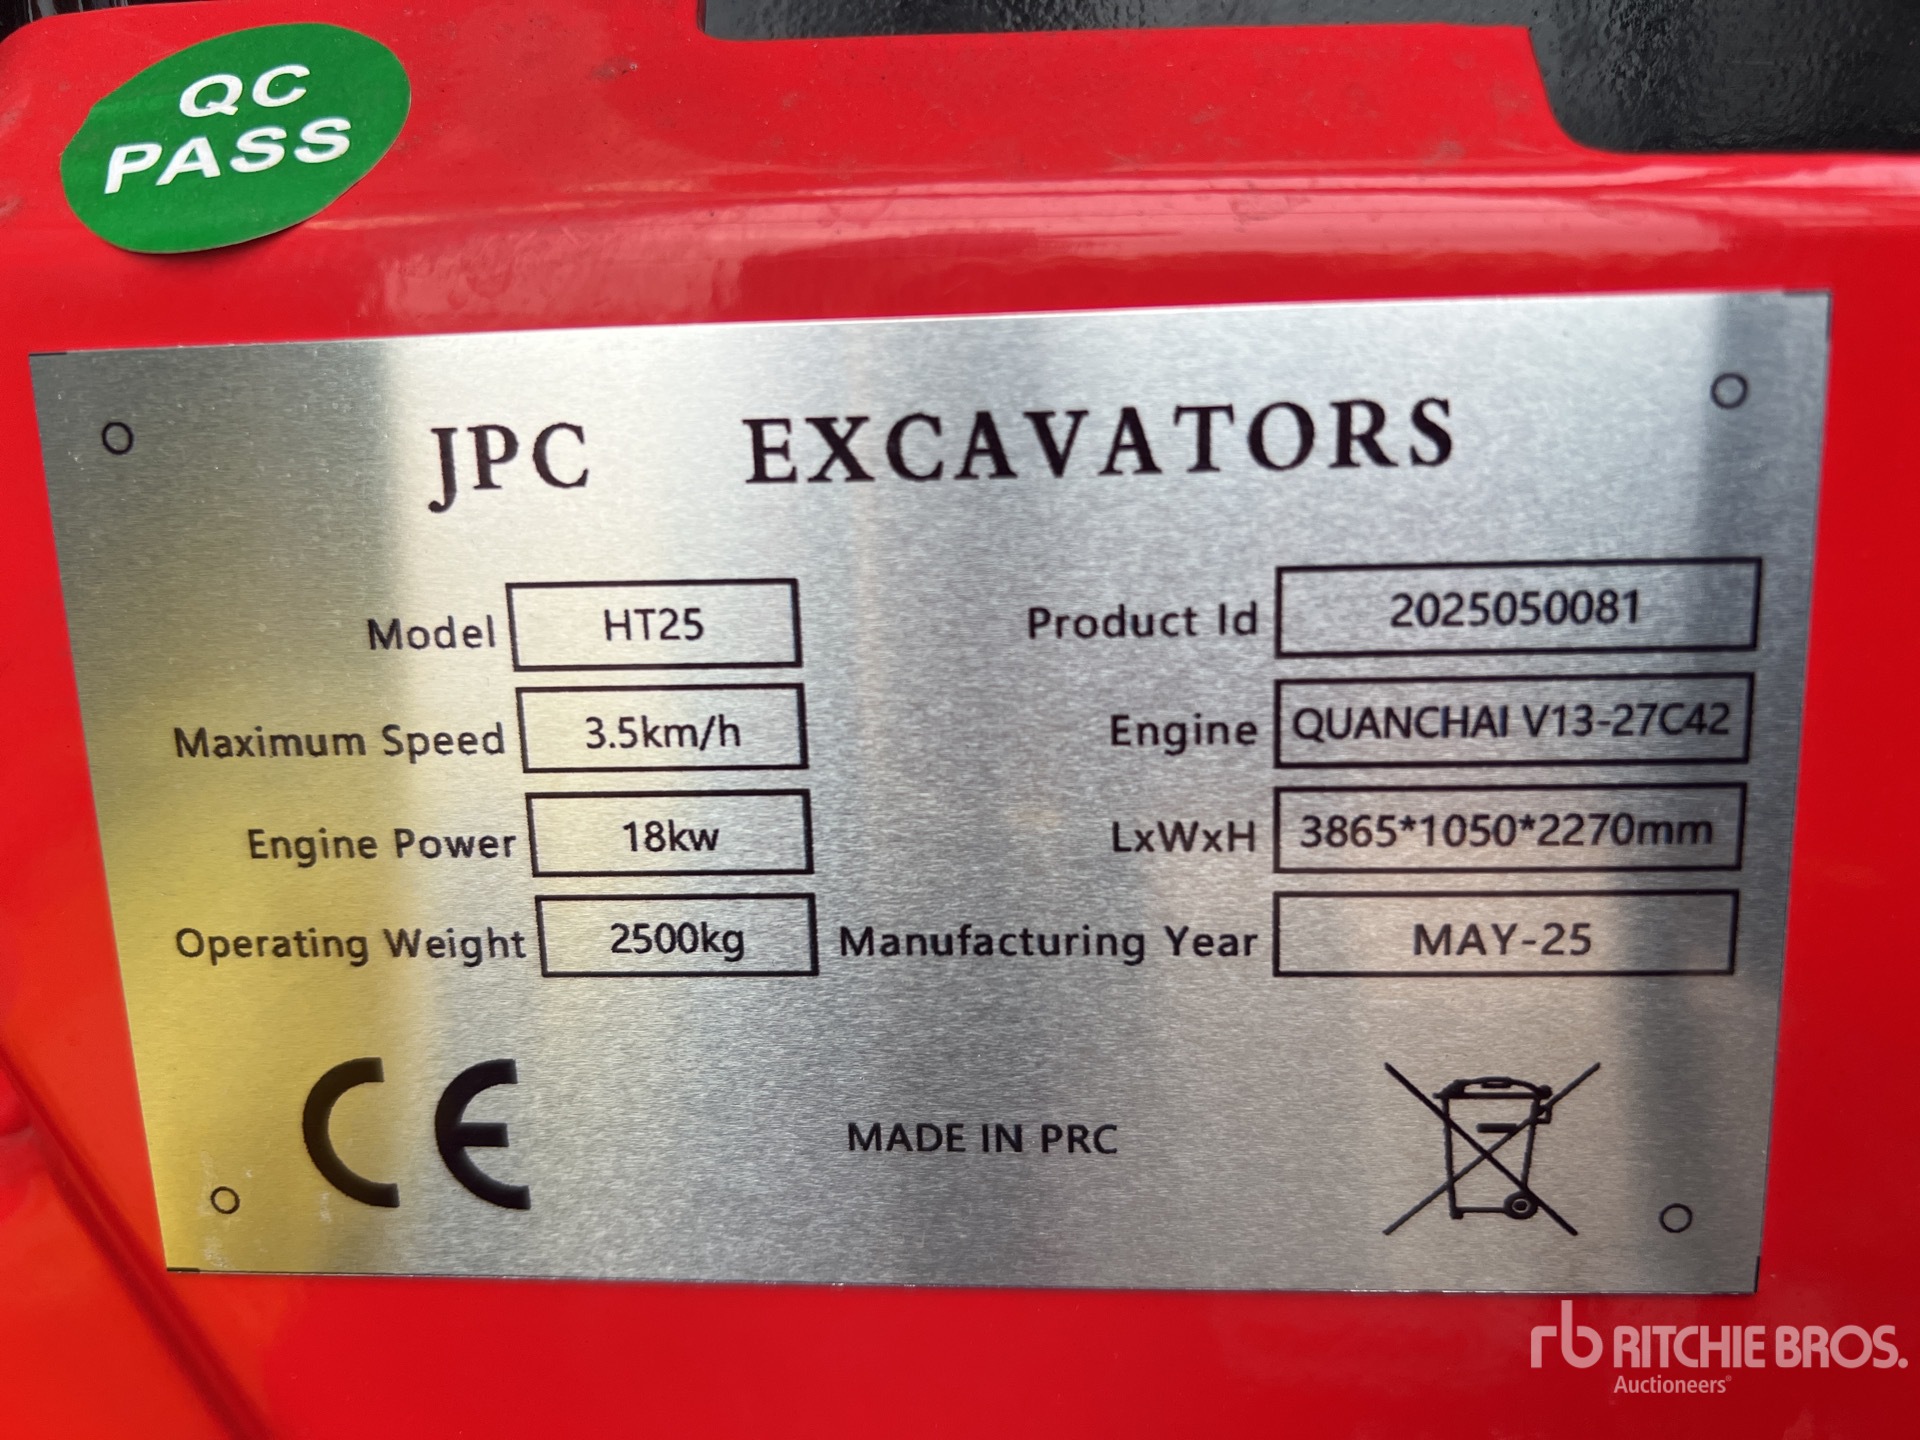 QC
PASS
JPC EXCAVATORS
Model HT25 Product Id 2025050081
Maximum Speed 3.5km/h Engine QUANCHAI V13-27C42
Engine Power 18kw LxWxH 3865*1050*2270mm
Operating Weight 2500kg Manufacturing Year MAY-25
CE MADE IN PRC
rb RITCHIE BROS.
Auctioneers